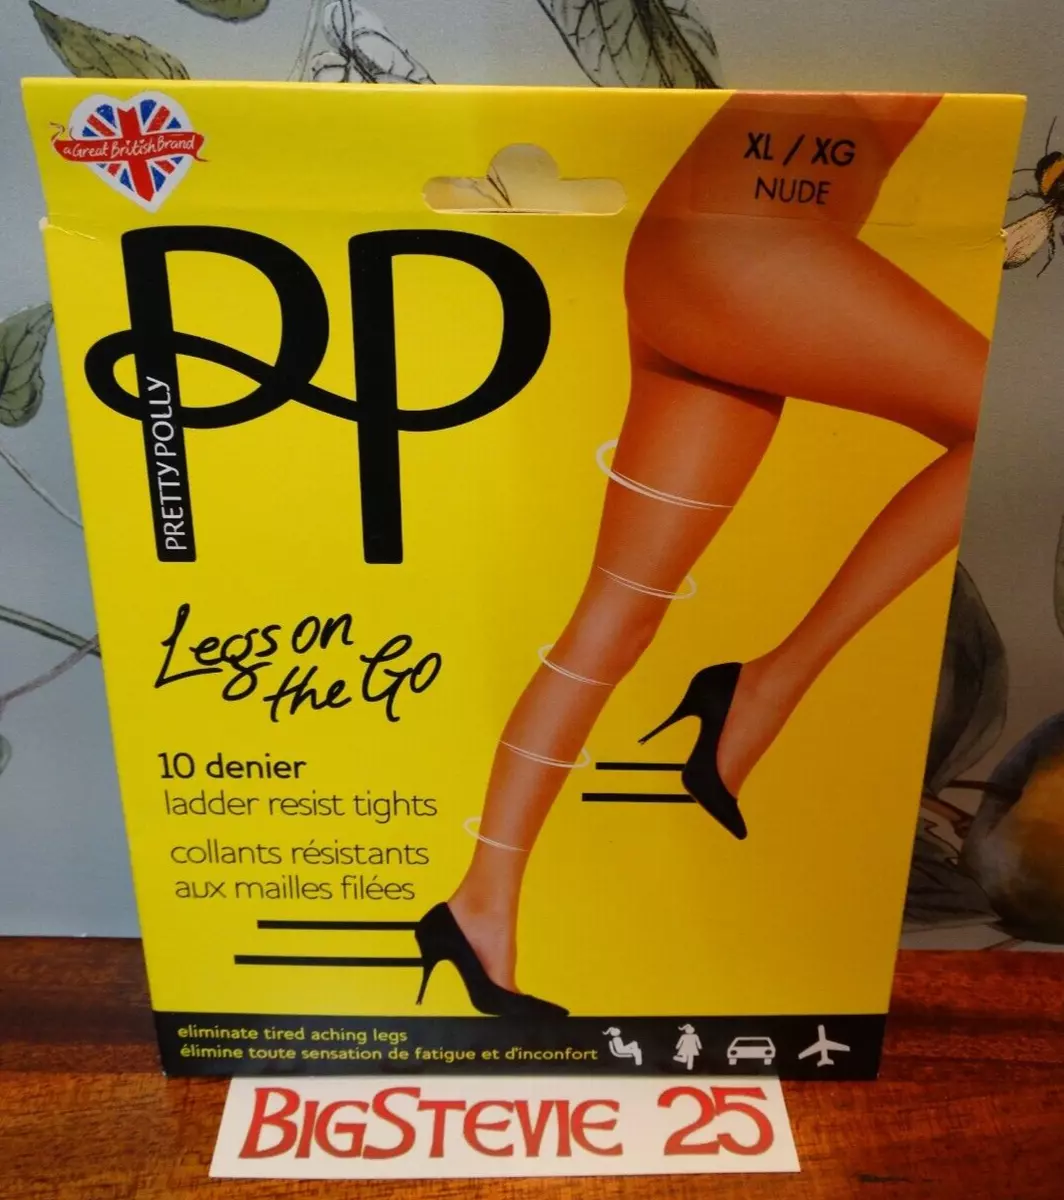 a Great British Brand
XL / XG
NUDE
PP
PRETTY POLLY
Legs on
the Go
10 denier
ladder resist tights
collants résistants
aux mailles filées
eliminate tired aching legs
élimine toute sensation de fatigue et d'inconfort
BIGSTEVIE 25